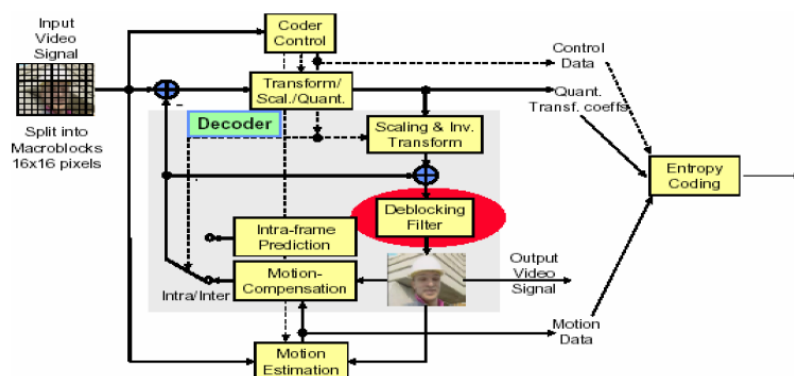 Input
Video
Signal
Split into
Macroblocks
16x16 pixels
Coder
Control
Transform/
Scal./Quant.
Decoder
Scaling & Inv.
Transform
Control
Data
Quant.
Transf. coeffs
Entropy
Coding
Deblocking
Filter
Intra-frame
Prediction
Motion-
Compensation
Intra/Inter
Output
Video
Signal
Motion
Data
Motion
Estimation